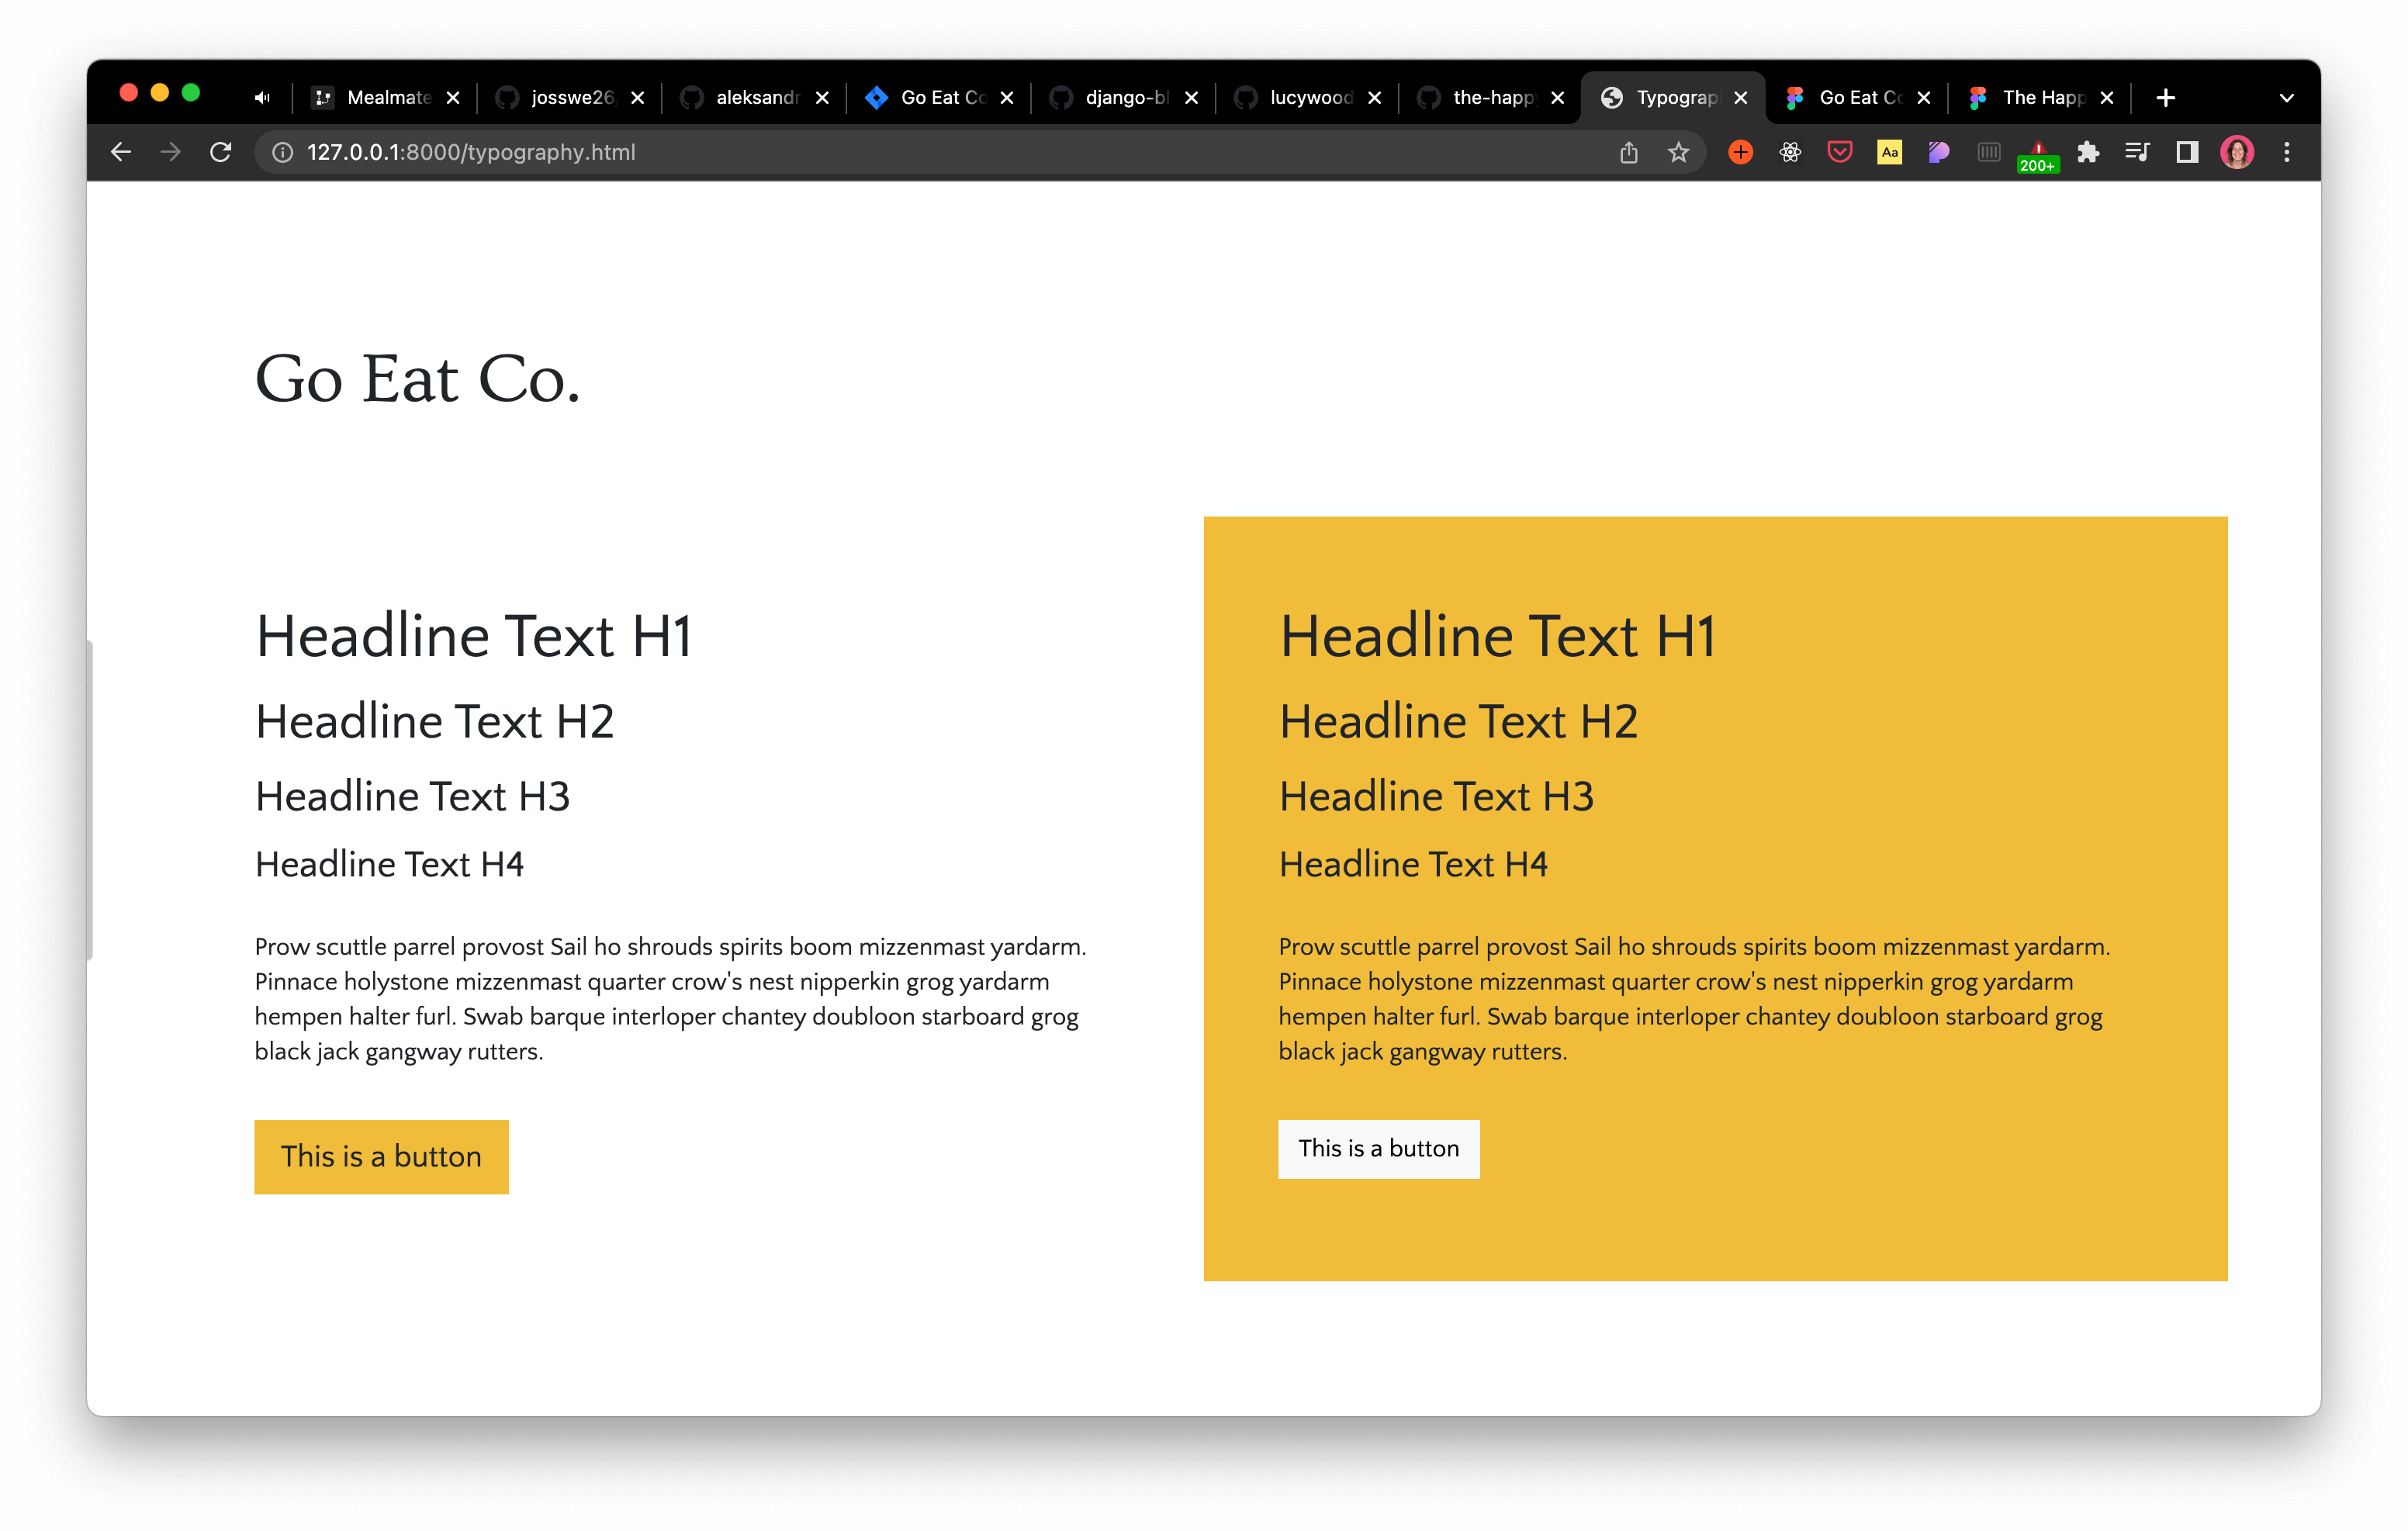 Mealmate
josswe26
aleksandr
Go Eat Co
django-bl
lucywood
the-happ
Typograp
Go Eat Co
The Happ
127.0.0.1:8000/typography.html
Aa
200+
Go Eat Co.
Headline Text H1
Headline Text H2
Headline Text H3
Headline Text H4
Prow scuttle parrel provost Sail ho shrouds spirits boom mizzenmast yardarm.
Pinnace holystone mizzenmast quarter crow's nest nipperkin grog yardarm
hempen halter furl. Swab barque interloper chantey doubloon starboard grog
black jack gangway rutters.
This is a button
Headline Text H1
Headline Text H2
Headline Text H3
Headline Text H4
Prow scuttle parrel provost Sail ho shrouds spirits boom mizzenmast yardarm.
Pinnace holystone mizzenmast quarter crow's nest nipperkin grog yardarm
hempen halter furl. Swab barque interloper chantey doubloon starboard grog
black jack gangway rutters.
This is a button